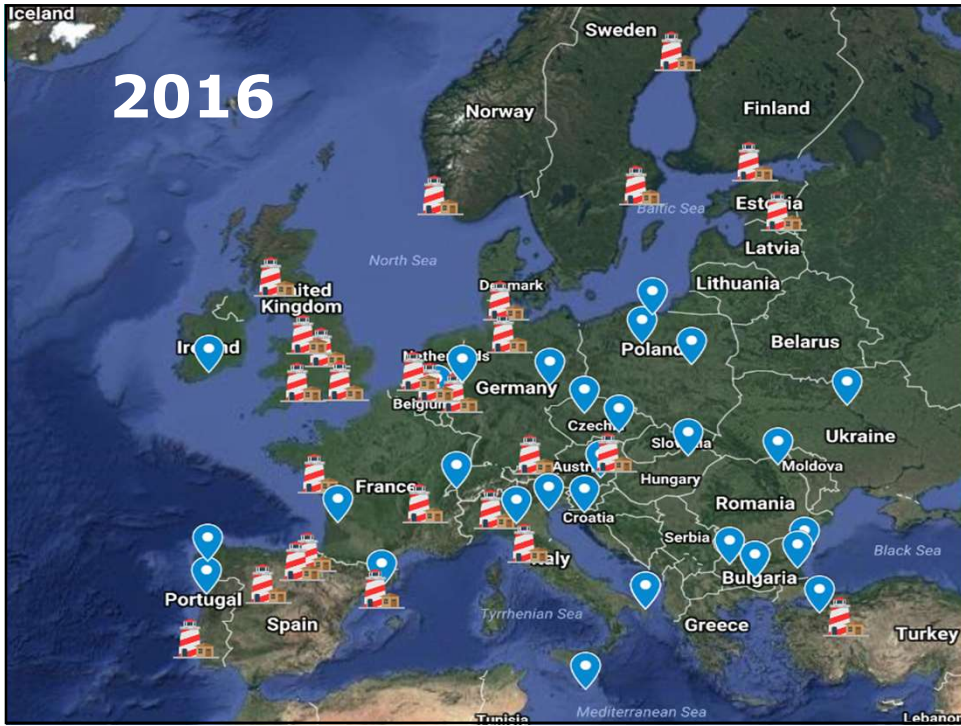 Iceland
Sweden
2016
Norway
Finland
Estonia
Baltic Sea
Latvia
North Sea
Denmark
Lithuania
United
Kingdom
Ireland
Belarus
Poland
Netherlands
Germany
Belgium
Czechia
Ukraine
Slovakia
Austria
Moldova
Hungary
France
Romania
Croatia
Serbia
Italy
Black Sea
Bulgaria
Portugal
Spain
Tyrrhenian Sea
Greece
Turkey
Mediterranean Sea
Tunisia
Lebanon